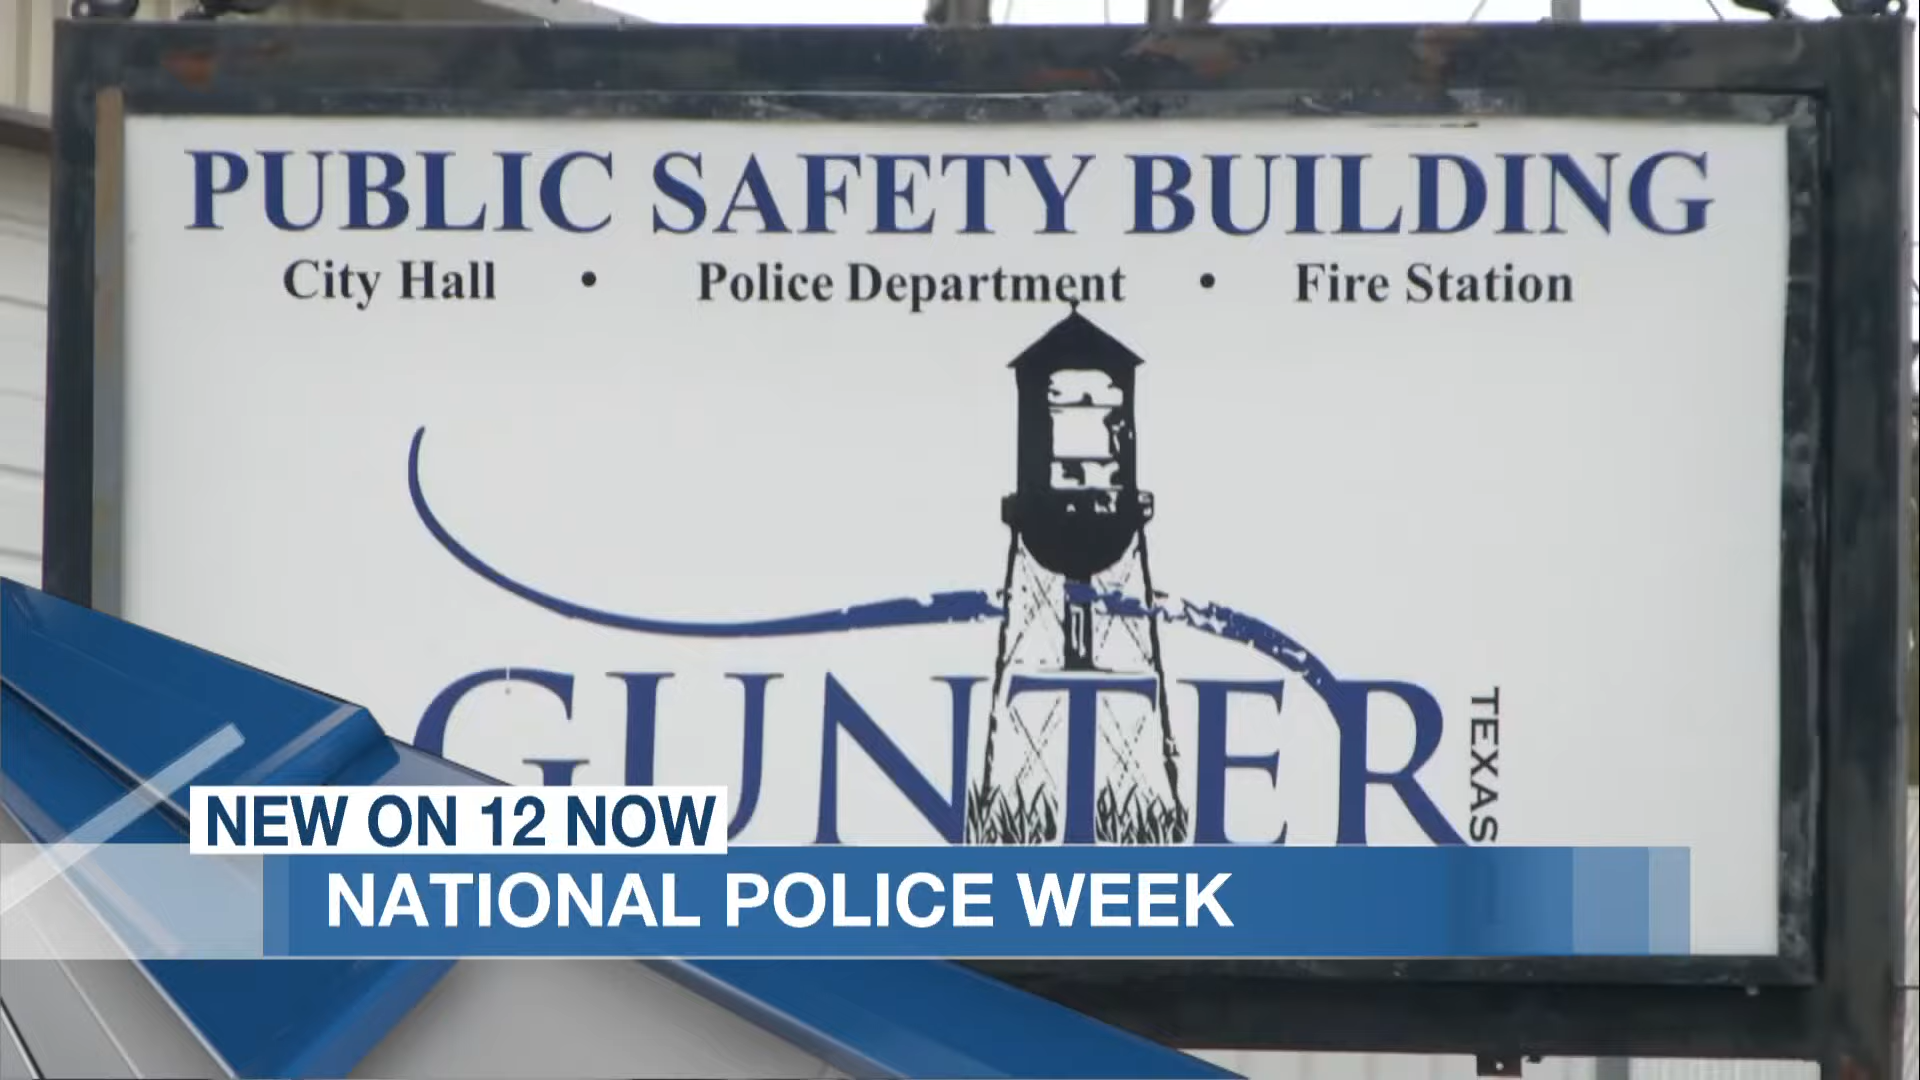 PUBLIC SAFETY BUILDING
City Hall • Police Department • Fire Station
GUNTER
TEXAS
NEW ON 12 NOW
NATIONAL POLICE WEEK